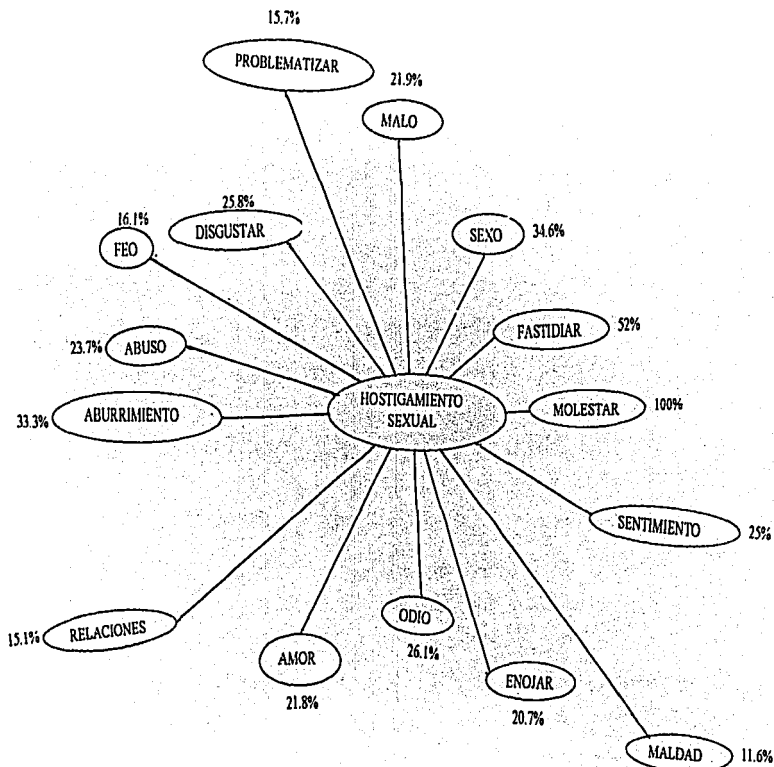 15.7%
PROBLEMATIZAR
21.9%
MALO
25.8%
DISGUSTAR
16.1%
FEO
SEXO 34.6%
FASTIDIAR 52%
23.7% ABUSO
HOSTIGAMIENTO
SEXUAL
MOLESTAR 100%
33.3% ABURRIMIENTO
SENTIMIENTO 25%
ODIO
26.1%
15.1% RELACIONES
AMOR
21.8%
ENOJAR
20.7%
MALDAD 11.6%